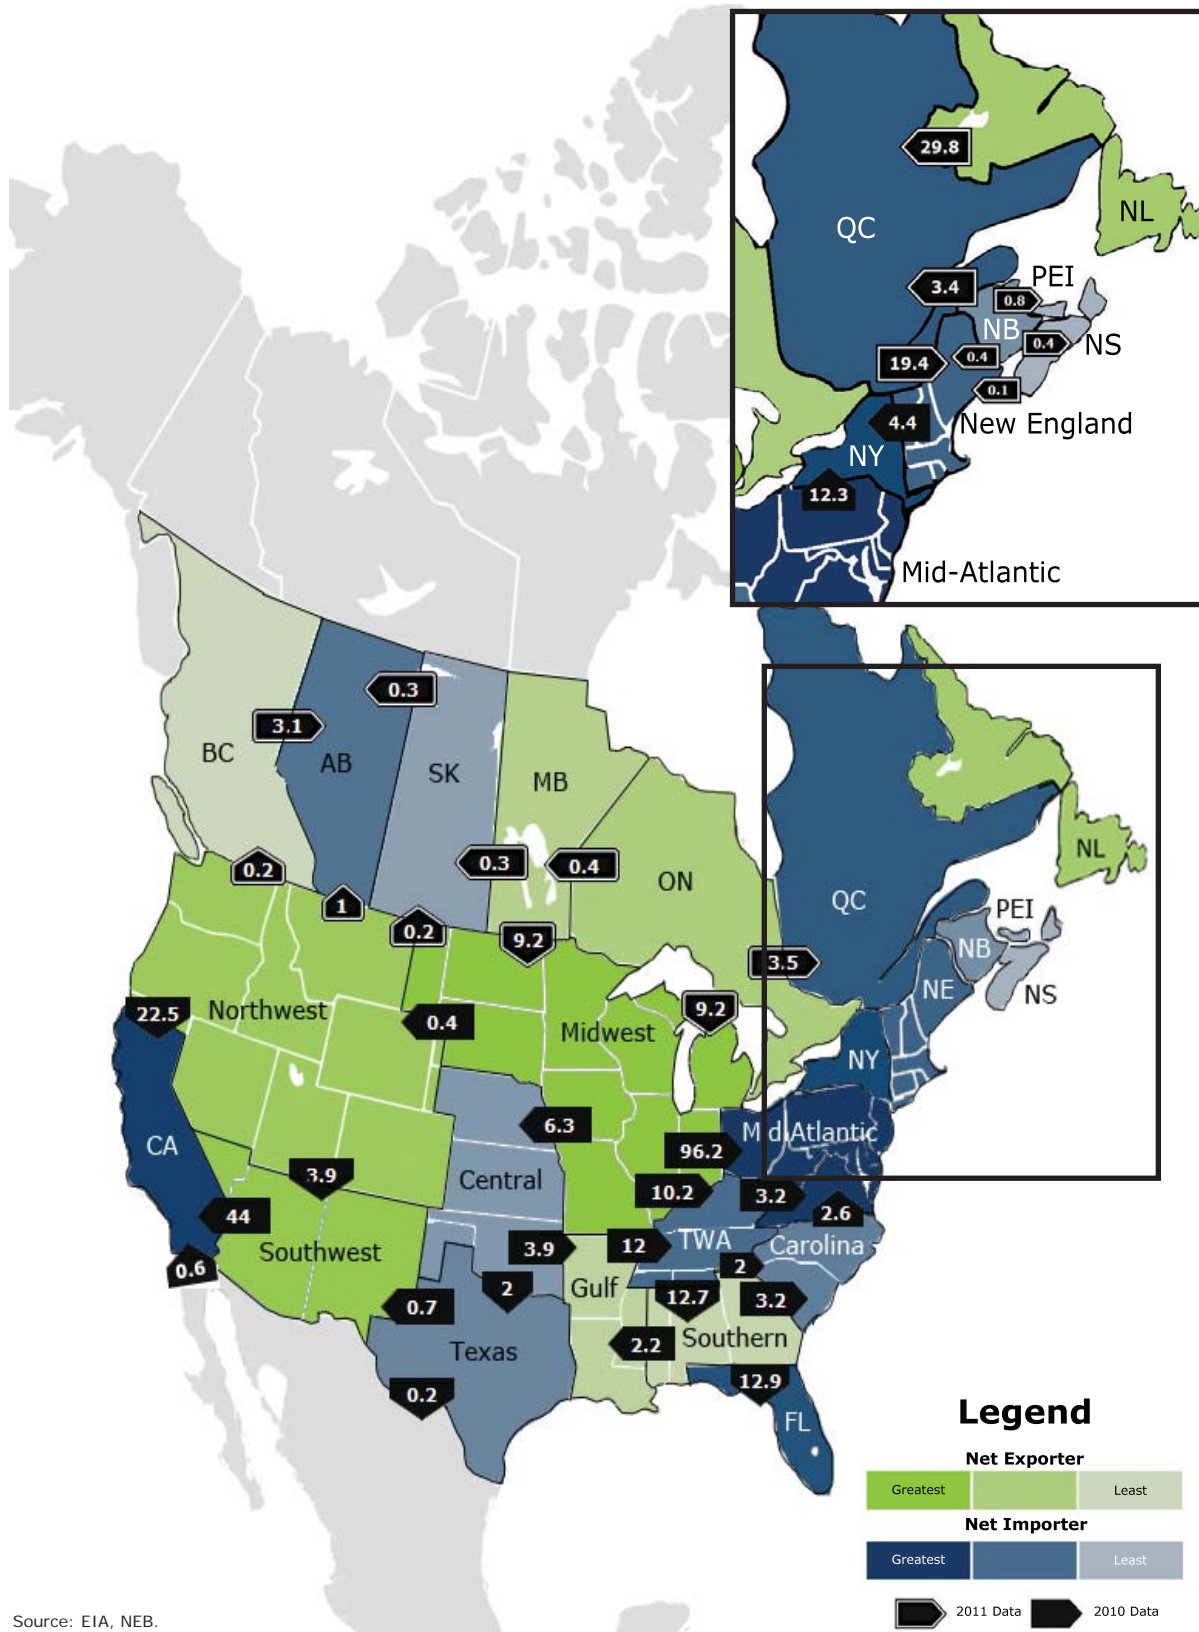 29.8
QC
NL
PEI
3.4
0.8
NB
0.4
NS
19.4
0.4
0.1
4.4
New England
NY
12.3
Mid-Atlantic
0.3
3.1
BC
AB
SK
MB
0.3
0.4
0.2
ON
NL
QC
PEI
1
0.2
9.2
NB
3.5
NE
NS
22.5
Northwest
0.4
Midwest
9.2
NY
6.3
Mid-Atlantic
CA
96.2
3.9
Central
10.2
3.2
44
2.6
Southwest
3.9
12
TWA
Carolina
0.6
2
2
Gulf
12.7
3.2
0.7
Texas
2.2
Southern
0.2
12.9
FL
Legend
Net Exporter
Greatest Least
Net Importer
Greatest Least
2011 Data 2010 Data
Source: EIA, NEB.